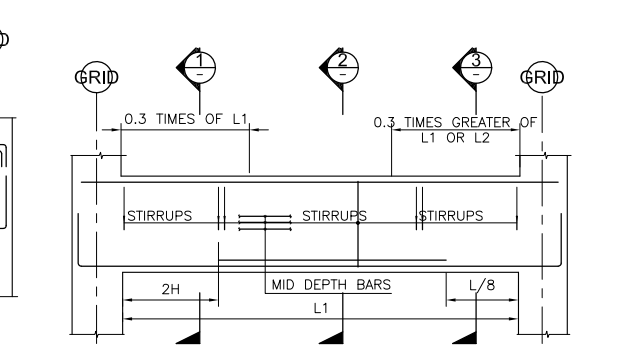 1
2
3
-
-
-
GRID
GRID
0.3 TIMES OF L1
0.3 TIMES GREATER OF
L1 OR L2
STIRRUPS
STIRRUPS
STIRRUPS
2H
MID DEPTH BARS
L/8
L1